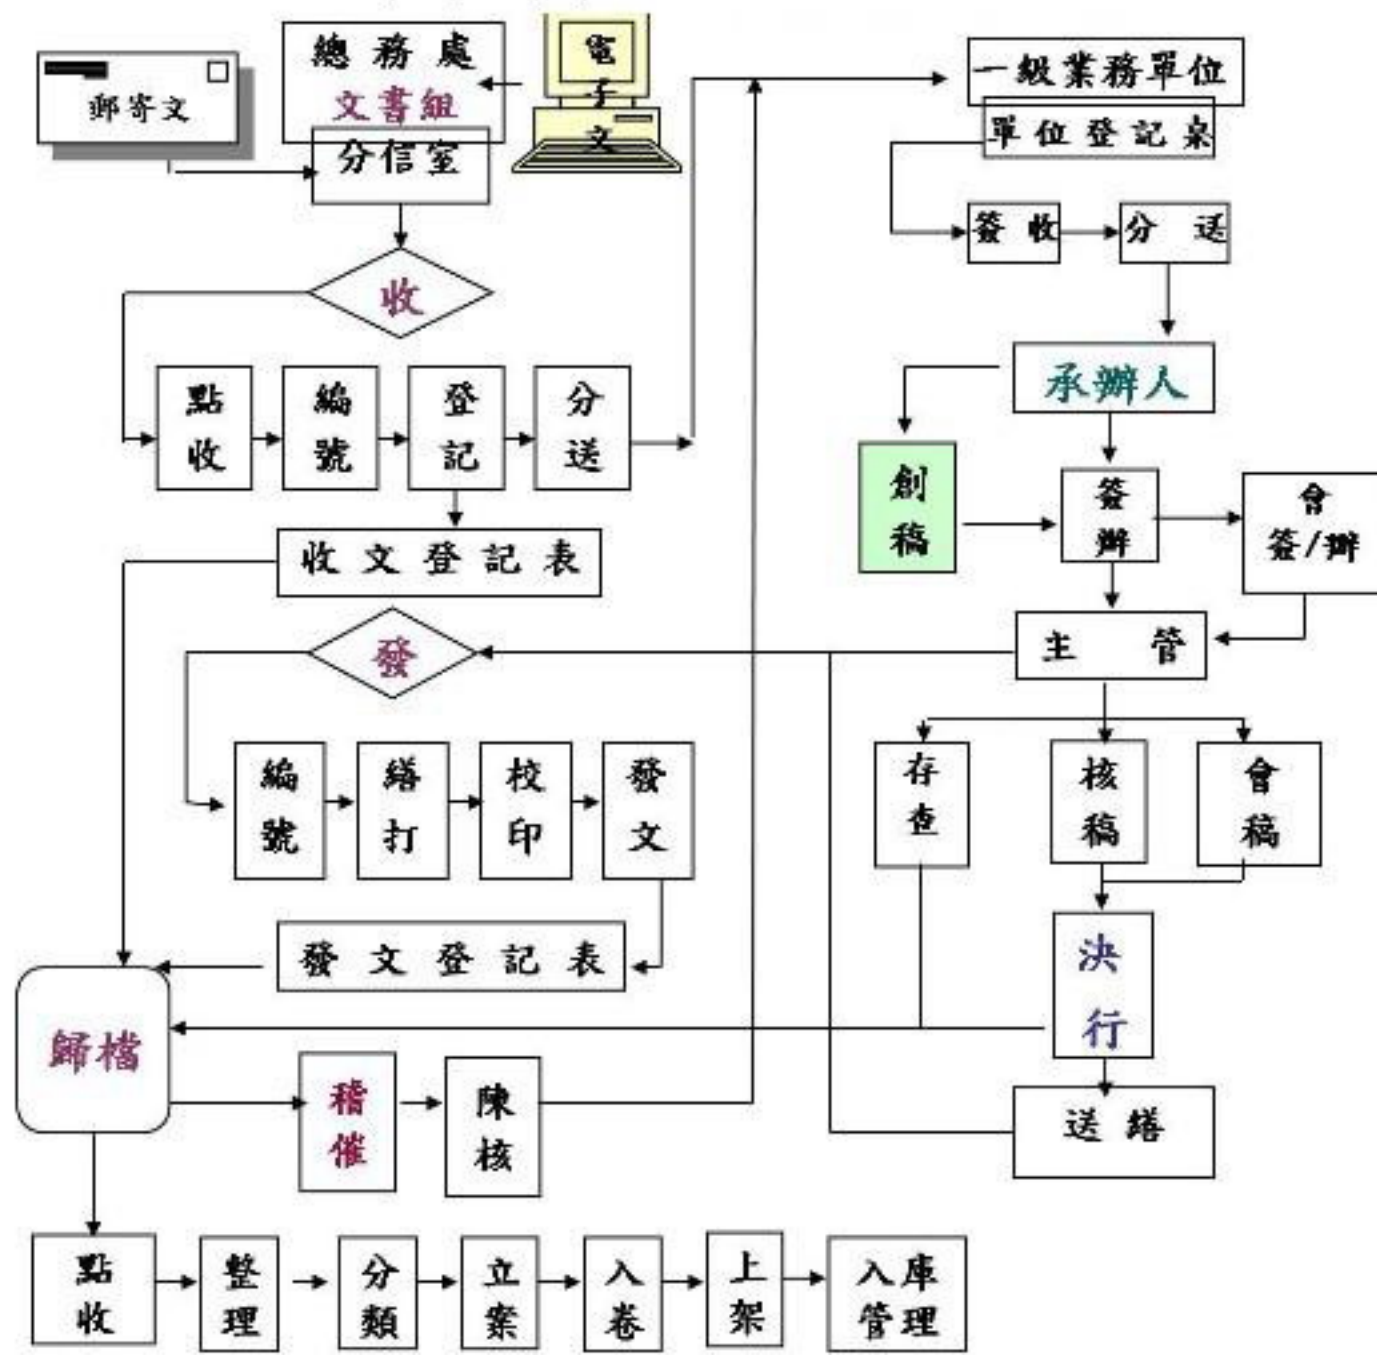 郵寄文
總務處
文書組
分信室
電子文
一級業務單位
單位登記桌
簽收
分送
收
點收
編號
登記
分送
承辦人
創稿
簽辦
會
簽/辦
收文登記表
發
主管
編號
繕打
校印
發文
存查
核稿
會稿
發文登記表
決行
歸檔
稽催
陳核
送繕
點收
整理
分類
立案
入卷
上架
入庫
管理